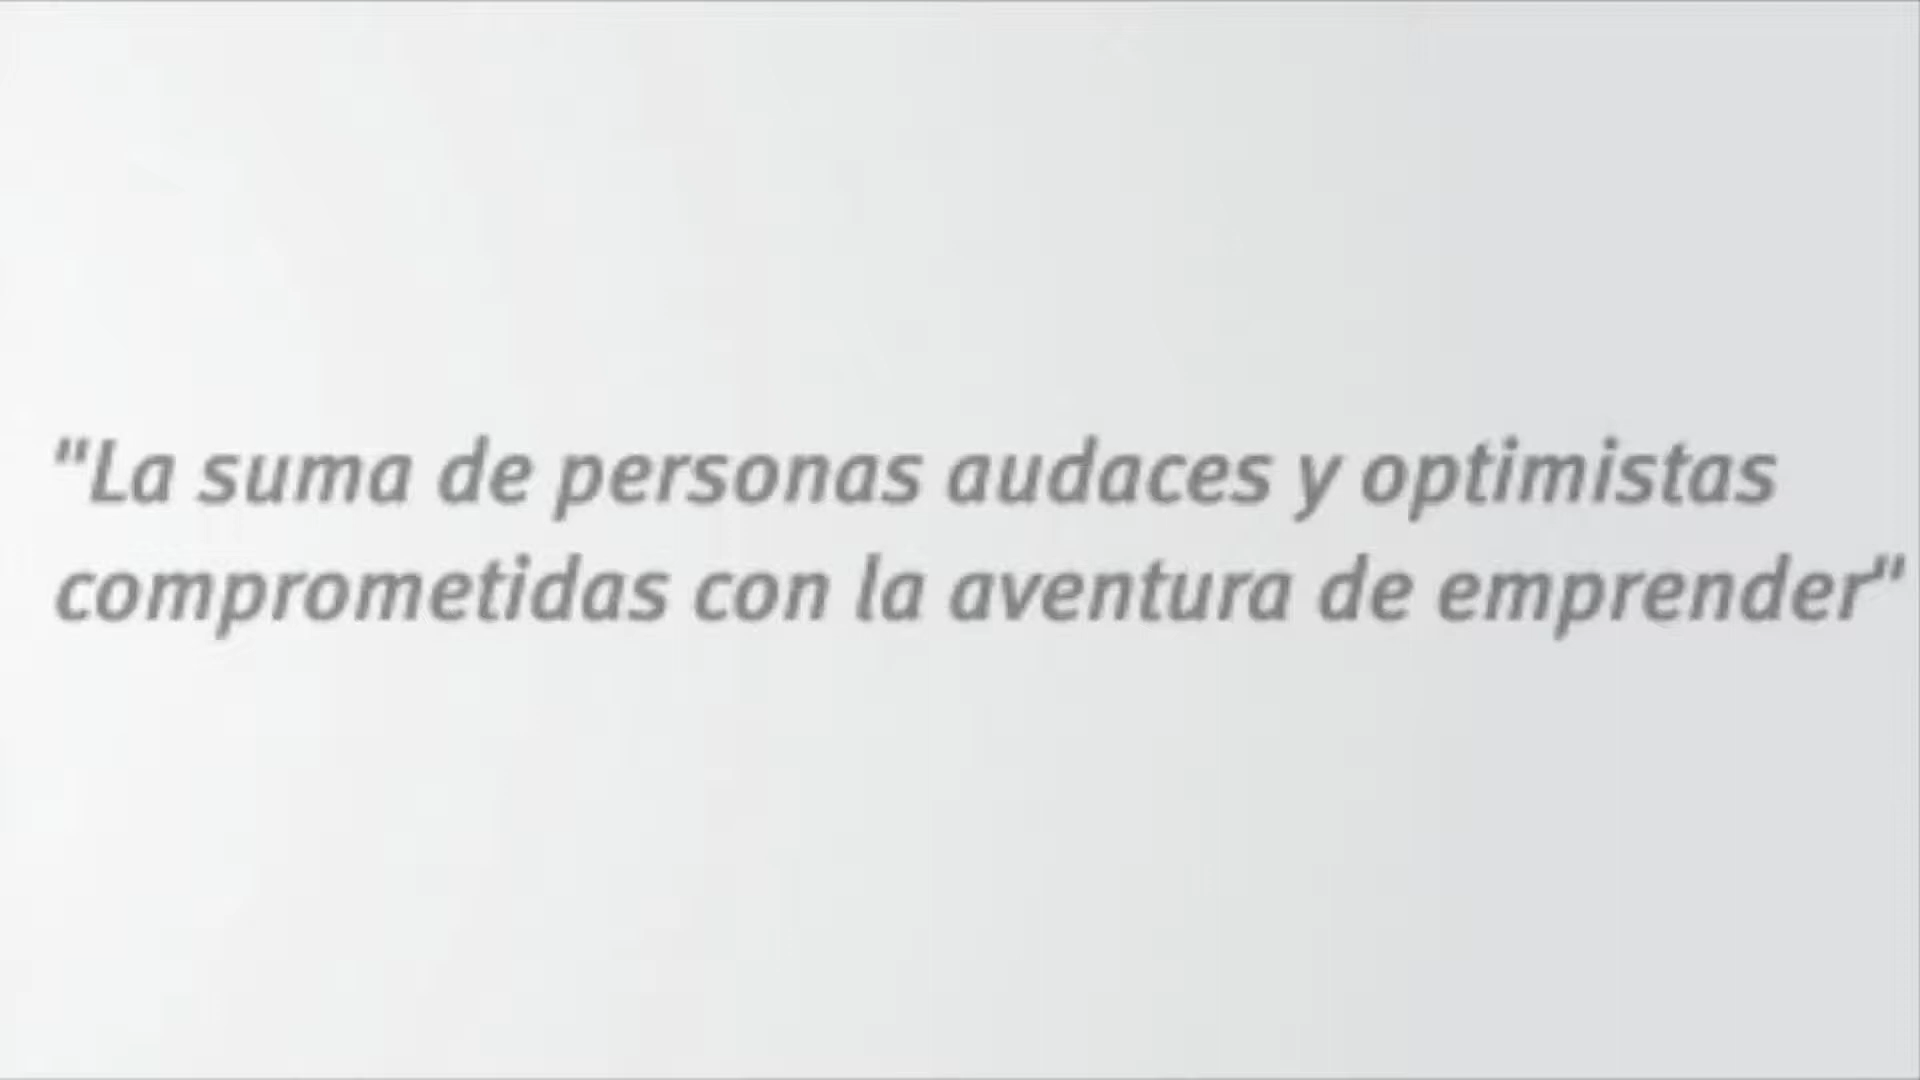 "La suma de personas audaces y optimistas
comprometidas con la aventura de emprender"